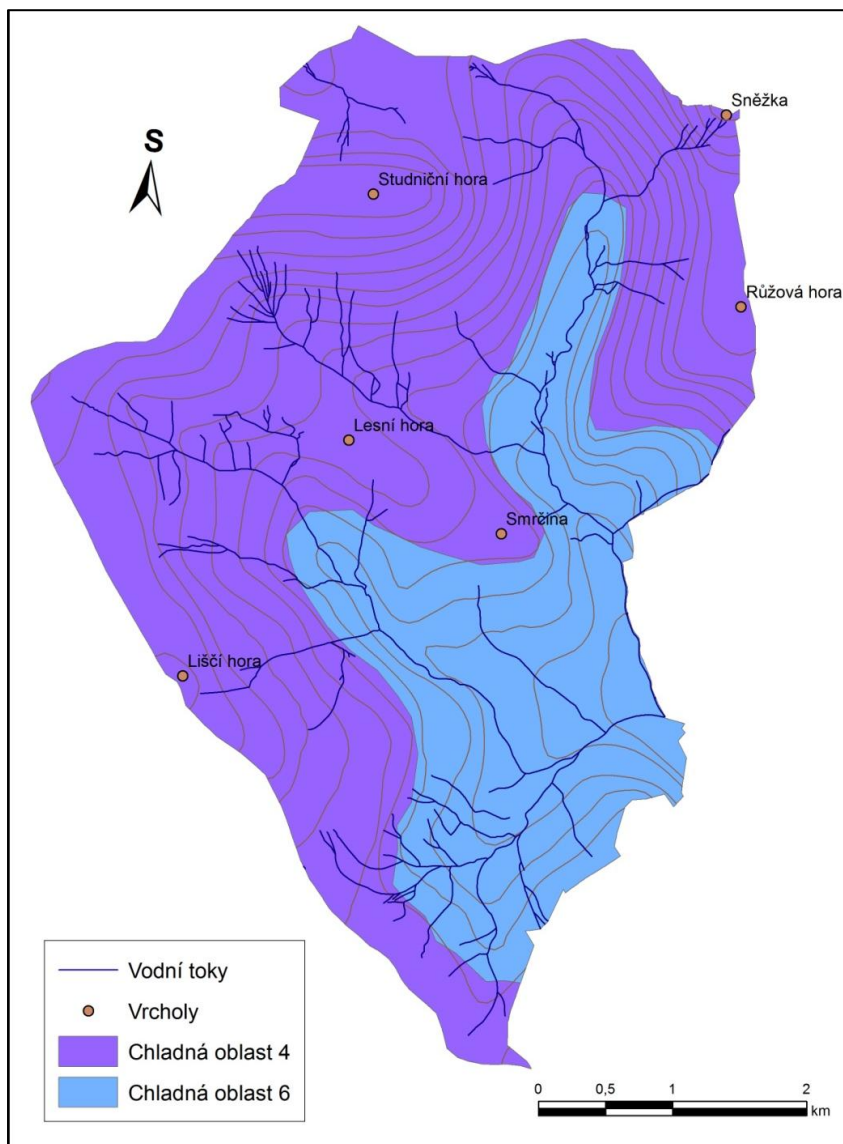 Sněžka
S
Studniční hora
Růžová hora
Lesní hora
Smrčina
Liščí hora
Vodní toky
Vrcholy
Chladná oblast 4
Chladná oblast 6
0 0,5 1 2
km